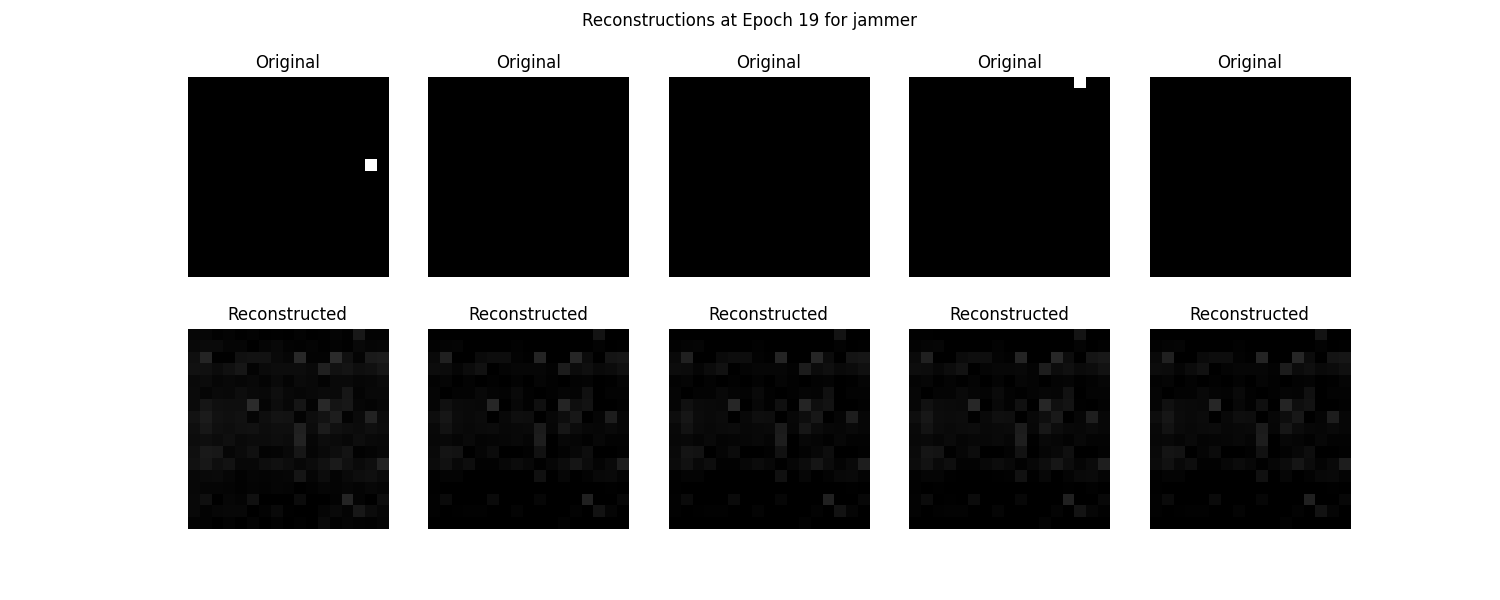 Reconstructions at Epoch 19 for jammer
Original Original Original Original Original
Reconstructed Reconstructed Reconstructed Reconstructed Reconstructed